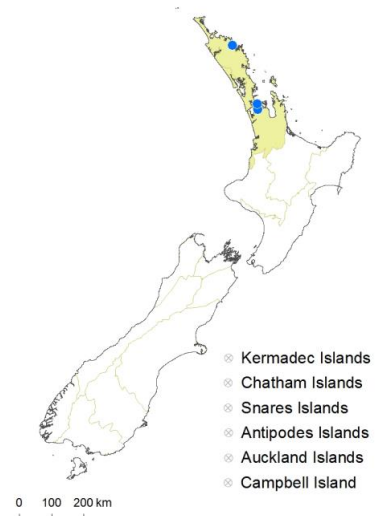 Kermadec Islands
Chatham Islands
Snares Islands
Antipodes Islands
Auckland Islands
Campbell Island
0 100 200 km